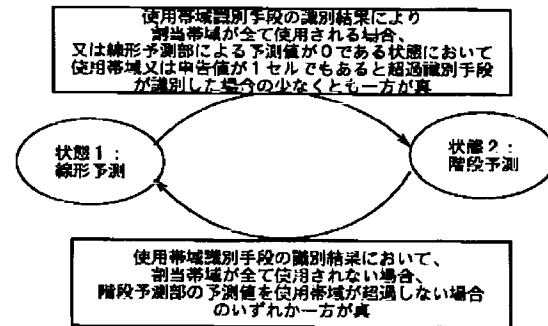 使用帯域識別手段の識別結果により
割当帯域が全て使用される場合、
又は線形予測部による予測値が0である状態において
使用帯域又は申告値が1セルでもあると超過識別手段
が識別した場合の少なくとも一方が真
状態1：
線形予測
状態2：
階段予測
使用帯域識別手段の識別結果において、
割当帯域が全て使用されない場合、
階段予測部の予測値を使用帯域が超過しない場合
のいずれか一方が真